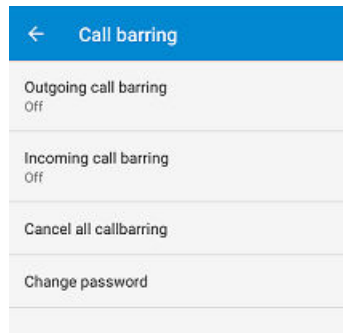 Call barring
Outgoing call barring
Off
Incoming call barring
Off
Cancel all callbarring
Change password